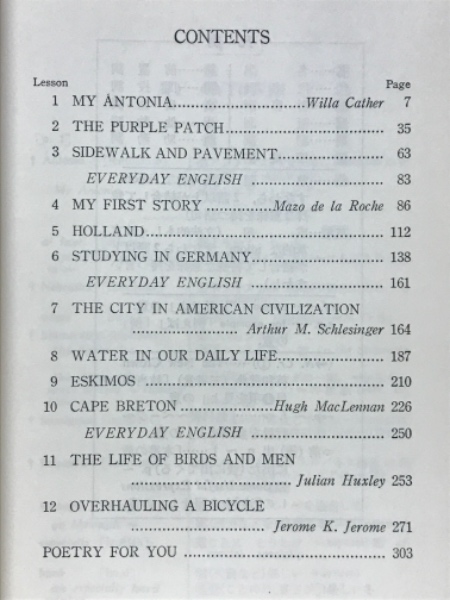 CONTENTS
Lesson Page
1 MY ÁNTONIA..........................Willa Cather 7
2 THE PURPLE PATCH................................ 35
3 SIDEWALK AND PAVEMENT..................... 63
EVERYDAY ENGLISH .......................... 83
4 MY FIRST STORY ..............Mazo de la Roche 86
5 HOLLAND................................................ 112
6 STUDYING IN GERMANY.......................... 138
EVERYDAY ENGLISH .......................... 161
7 THE CITY IN AMERICAN CIVILIZATION
..................... Arthur M. Schlesinger 164
8 WATER IN OUR DAILY LIFE..................... 187
9 ESKIMOS ................................................ 210
10 CAPE BRETON ...................Hugh MacLennan 226
EVERYDAY ENGLISH .......................... 250
11 THE LIFE OF BIRDS AND MEN
................................ Julian Huxley 253
12 OVERHAULING A BICYCLE
.......................... Jerome K. Jerome 271
POETRY FOR YOU ........................................ 303